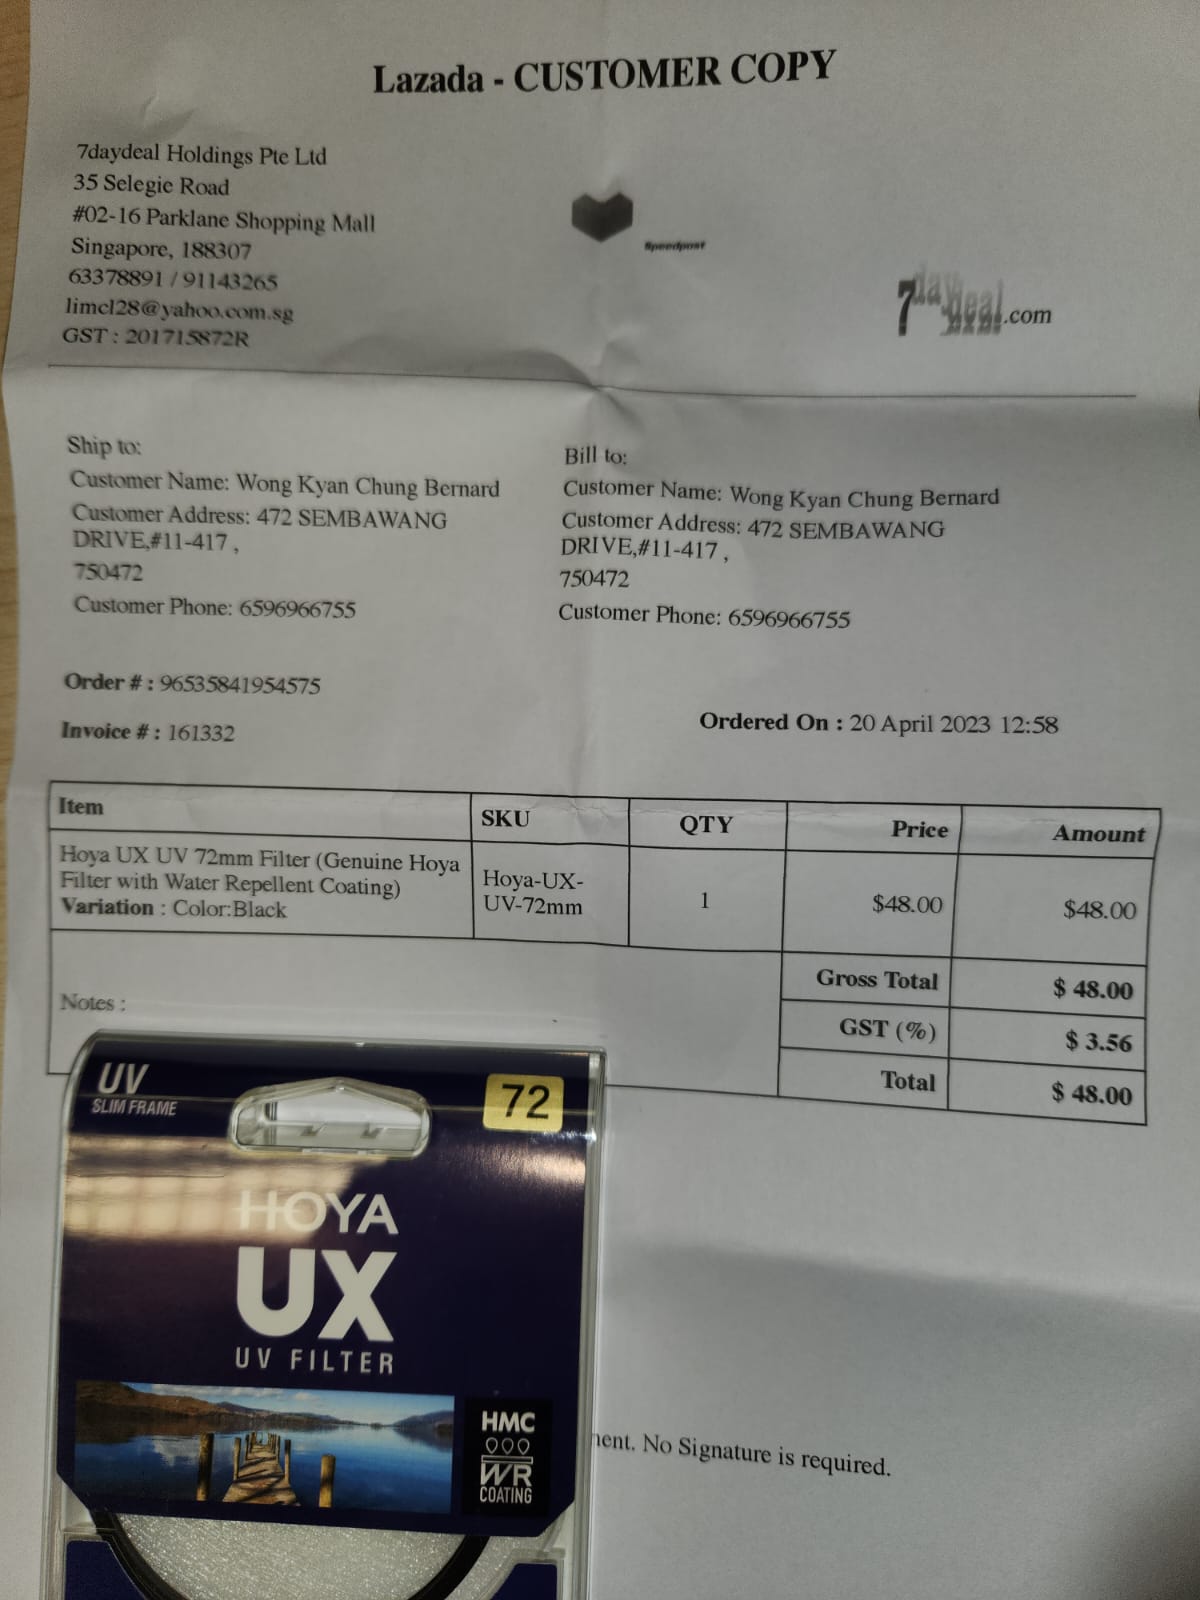 Lazada - CUSTOMER COPY
7daydeal Holdings Pte Ltd
35 Selegie Road
#02-16 Parklane Shopping Mall
Singapore, 188307
63378891 / 91143265
limcl28@yahoo.com.sg
GST : 201715872R
Speedpost
7daydeal.com
Ship to:
Customer Name: Wong Kyan Chung Bernard
Customer Address: 472 SEMBAWANG
DRIVE,#11-417 ,
750472
Customer Phone: 6596966755
Bill to:
Customer Name: Wong Kyan Chung Bernard
Customer Address: 472 SEMBAWANG
DRIVE,#11-417 ,
750472
Customer Phone: 6596966755
Order # : 96535841954575
Invoice # : 161332
Ordered On : 20 April 2023 12:58
Item SKU QTY Price Amount
Hoya UX UV 72mm Filter (Genuine Hoya
Filter with Water Repellent Coating)
Variation : Color:Black
Hoya-UX-
UV-72mm
1
$48.00
$48.00
Gross Total $ 48.00
GST (%) $ 3.56
Total $ 48.00
Notes :
UV
SLIM FRAME
72
HOYA
UX
UV FILTER
HMC
WR
COATING
ent. No Signature is required.